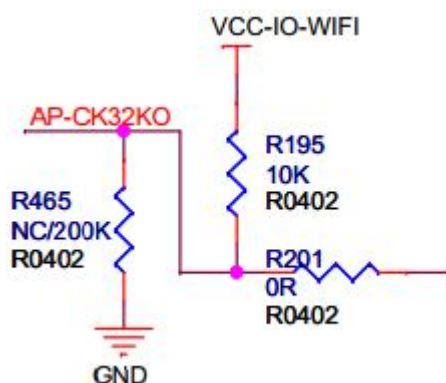 VCC-IO-WIFI
AP-CK32KO
R195
10K
R0402
R465
NC/200K
R0402
R201
0R
R0402
GND